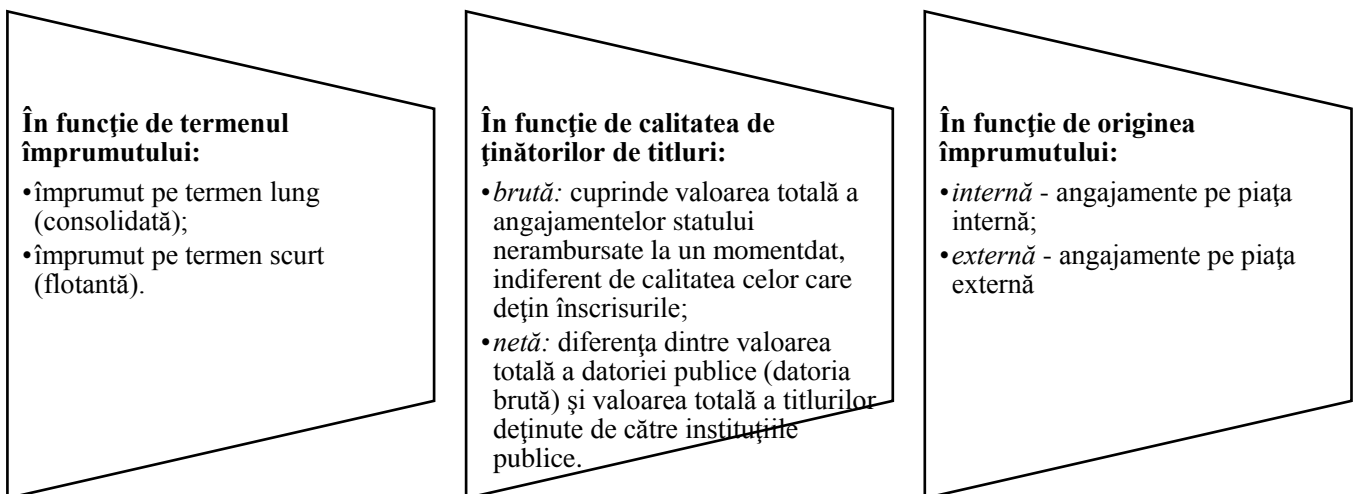 În funcţie de termenul
împrumutului:
•împrumut pe termen lung
(consolidată);
•împrumut pe termen scurt
(flotantă).
În funcţie de calitatea de
ţinătorilor de titluri:
•brută: cuprinde valoarea totală a
angajamentelor statului
nerambursate la un momentdat,
indiferent de calitatea celor care
deţin înscrisurile;
•netă: diferenţa dintre valoarea
totală a datoriei publice (datoria
brută) şi valoarea totală a titlurilor
deţinute de către instituţiile
publice.
În funcţie de originea
împrumutului:
•internă - angajamente pe piaţa
internă;
•externă - angajamente pe piaţa
externă